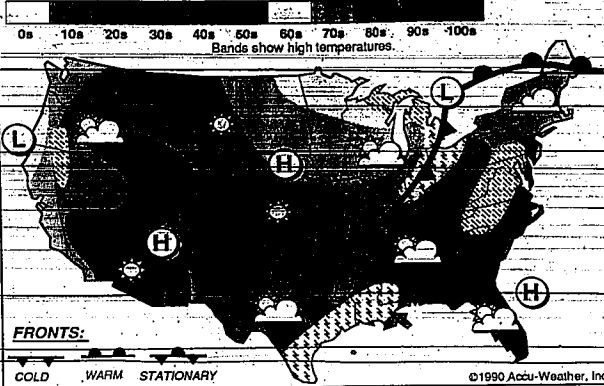 0s 10s 20s 30s 40s 50s 60s 70s 80s 90s 100s
Bands show high temperatures.
L
L
H
H
H
FRONTS:
COLD WARM STATIONARY
©1990 Accu-Weather, Inc